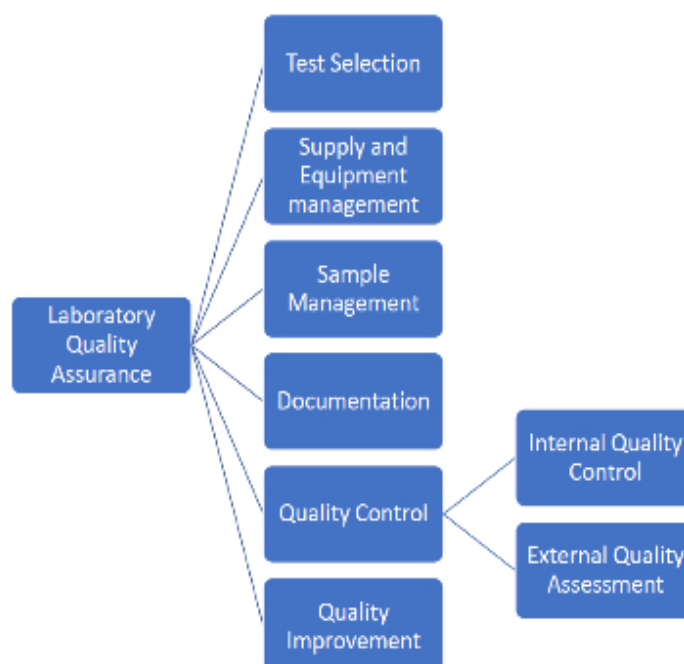 Test Selection
Supply and
Equipment
management
Sample
Management
Laboratory
Quality
Assurance
Documentation
Quality Control
Internal Quality
Control
External Quality
Assessment
Quality
Improvement